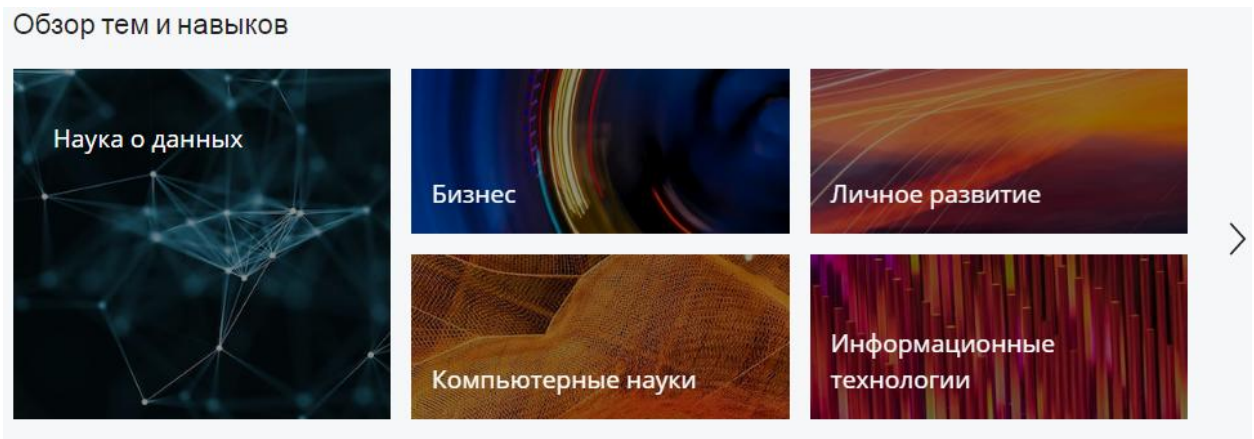 Обзор тем и навыков
Наука о данных
Бизнес
Личное развитие
Компьютерные науки
Информационные
технологии